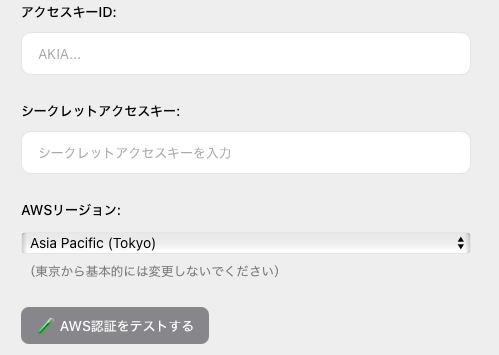 アクセスキーID:
AKIA...
シークレットアクセスキー:
シークレットアクセスキーを入力
AWSリージョン:
Asia Pacific (Tokyo)
（東京から基本的には変更しないでください）
AWS認証をテストする